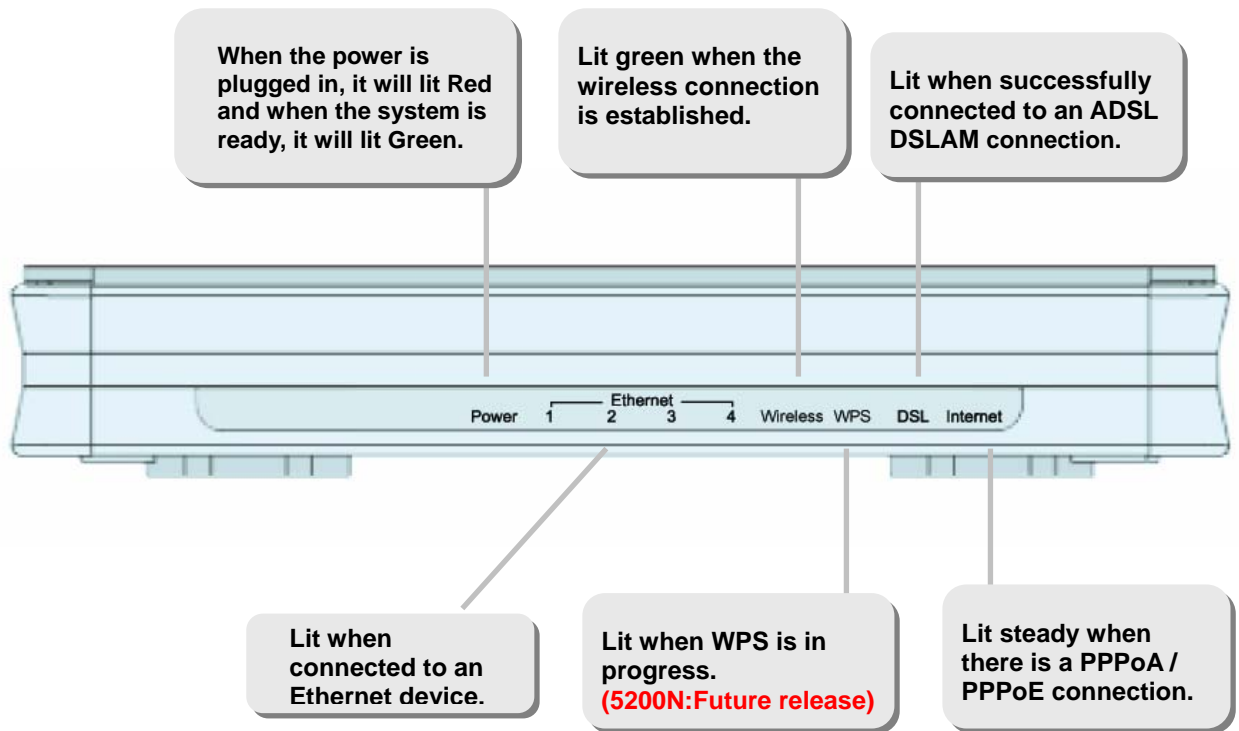 When the power is
plugged in, it will lit Red
and when the system is
ready, it will lit Green.
Lit green when the
wireless connection
is established.
Lit when successfully
connected to an ADSL
DSLAM connection.
Ethernet
Power 1 2 3 4 Wireless WPS DSL Internet
Lit when
connected to an
Ethernet device.
Lit when WPS is in
progress.
(5200N:Future release)
Lit steady when
there is a PPPoA /
PPPoE connection.